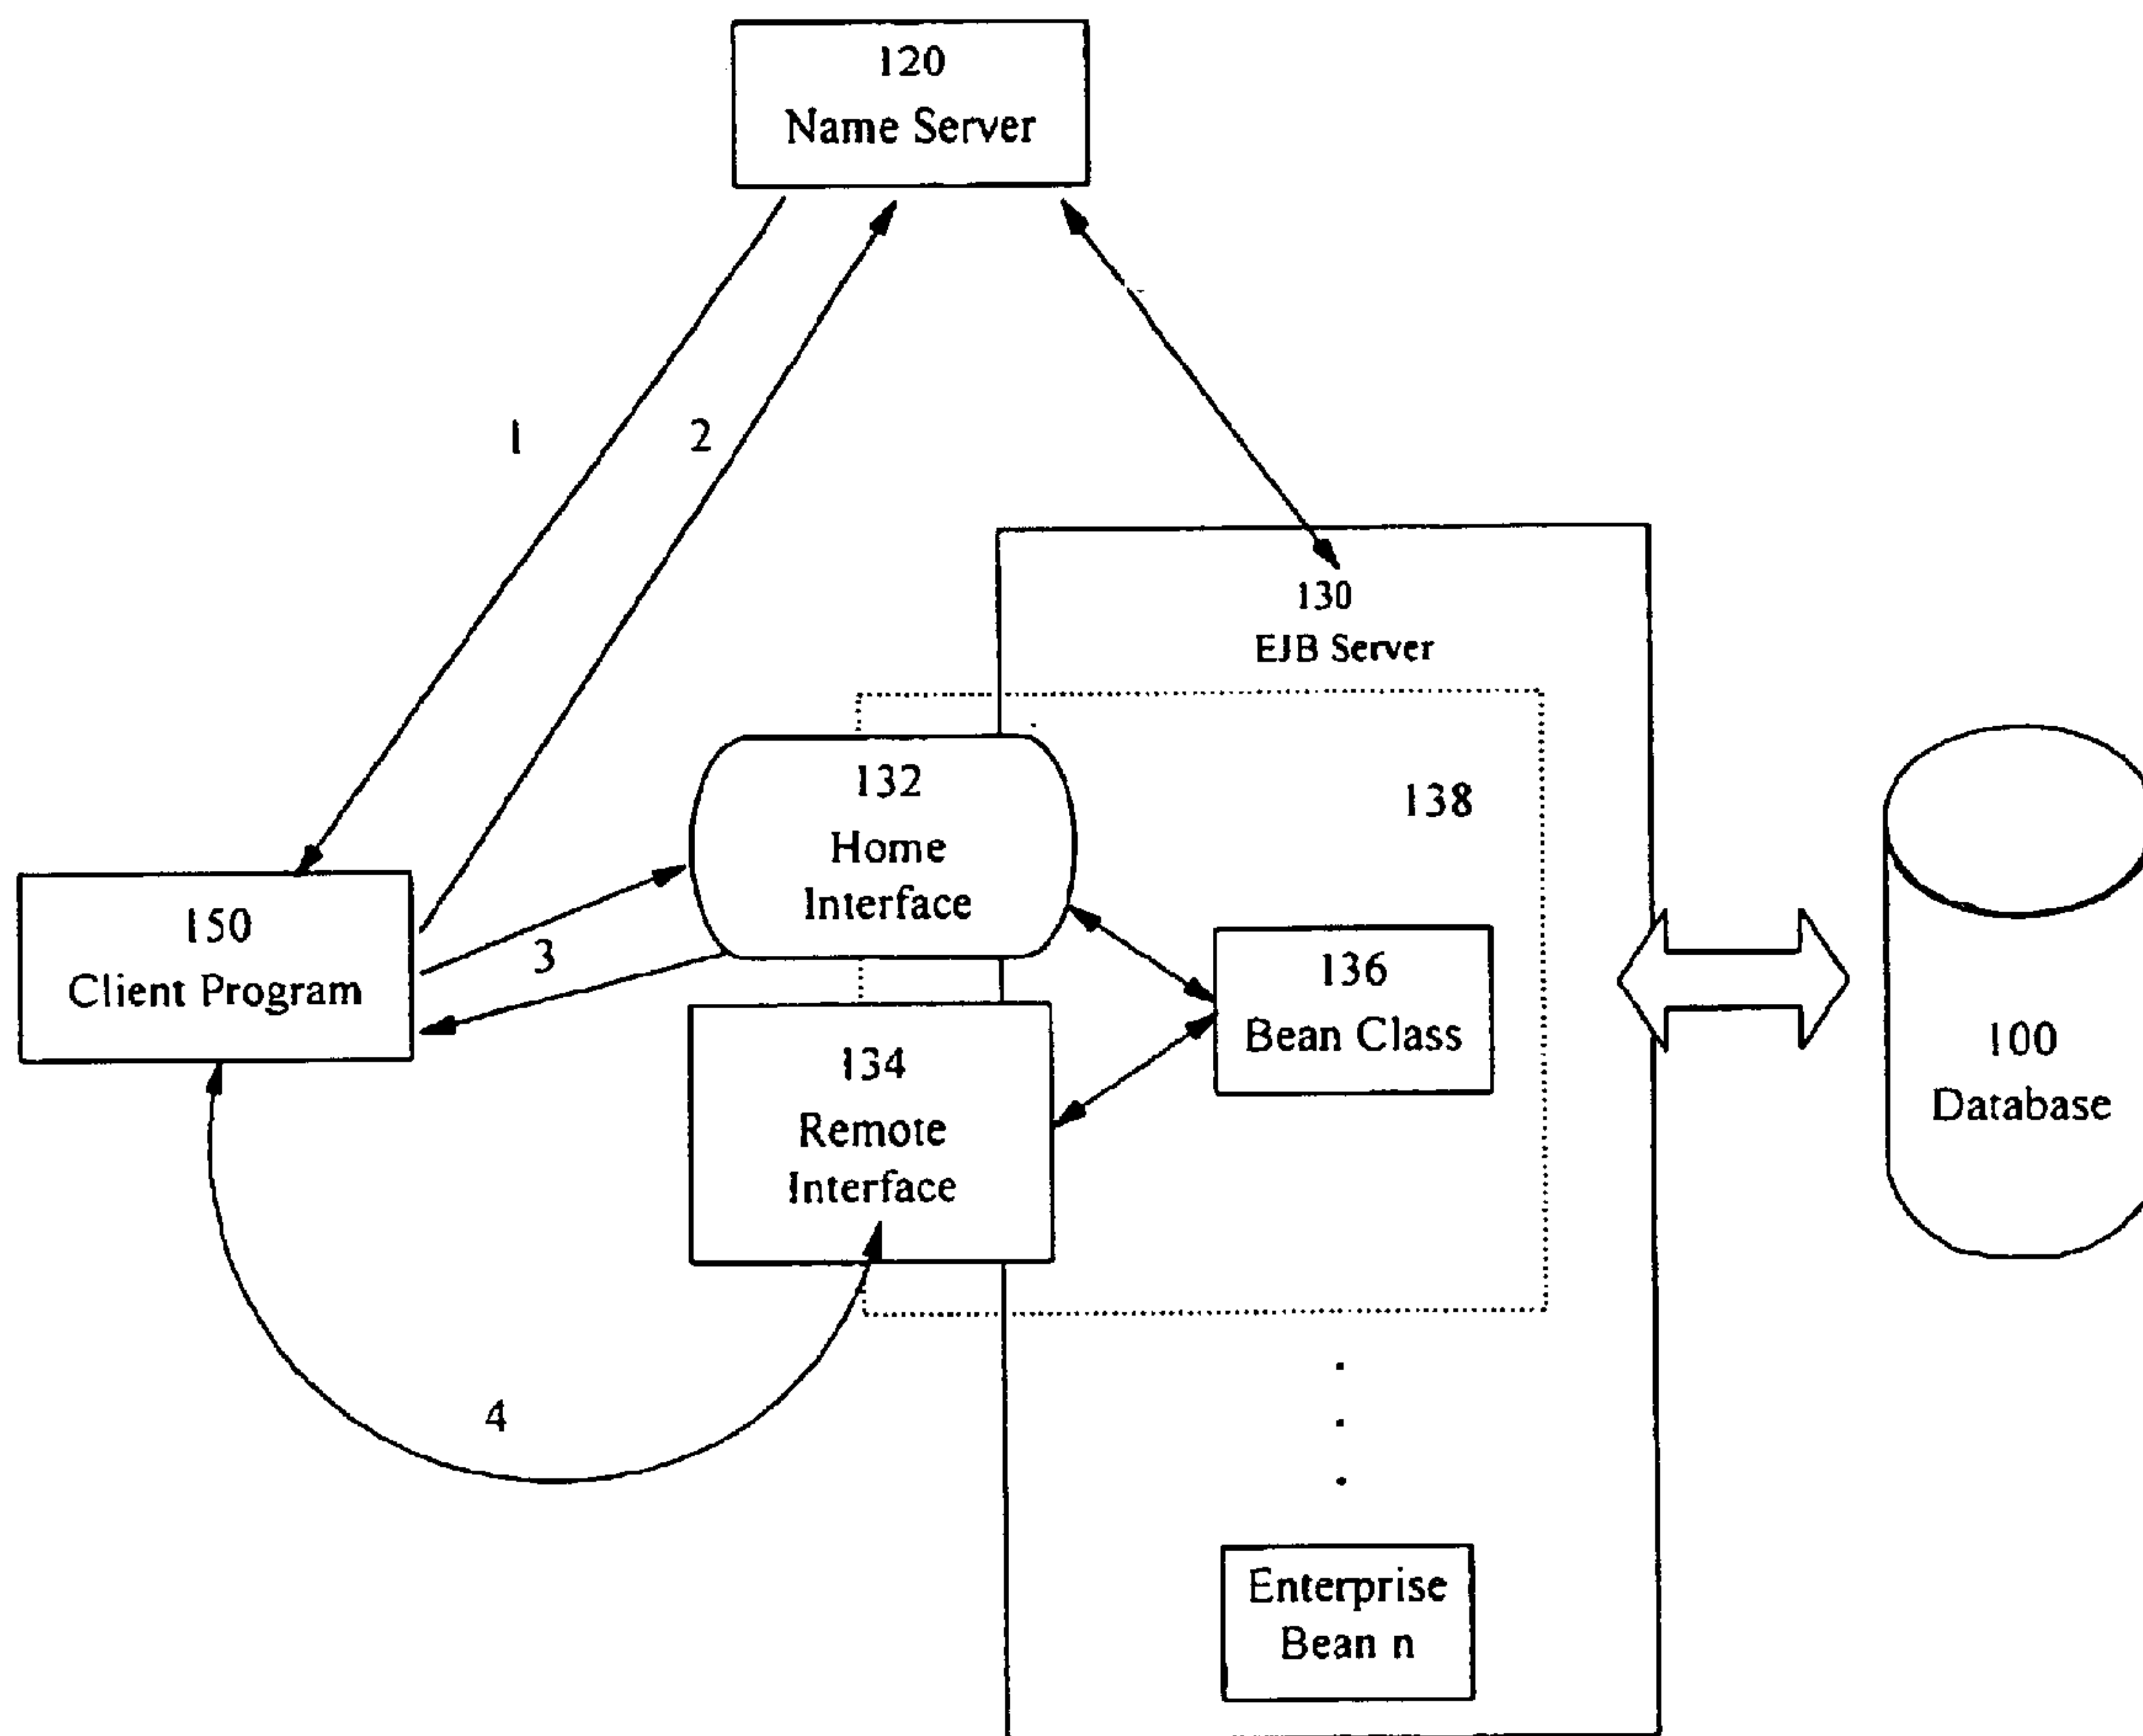 120
Name Server
1
2
130
EJB Server
132
Home
Interface
138
150
Client Program
3
136
Bean Class
134
Remote
Interface
100
Database
4
Enterprise
Bean n